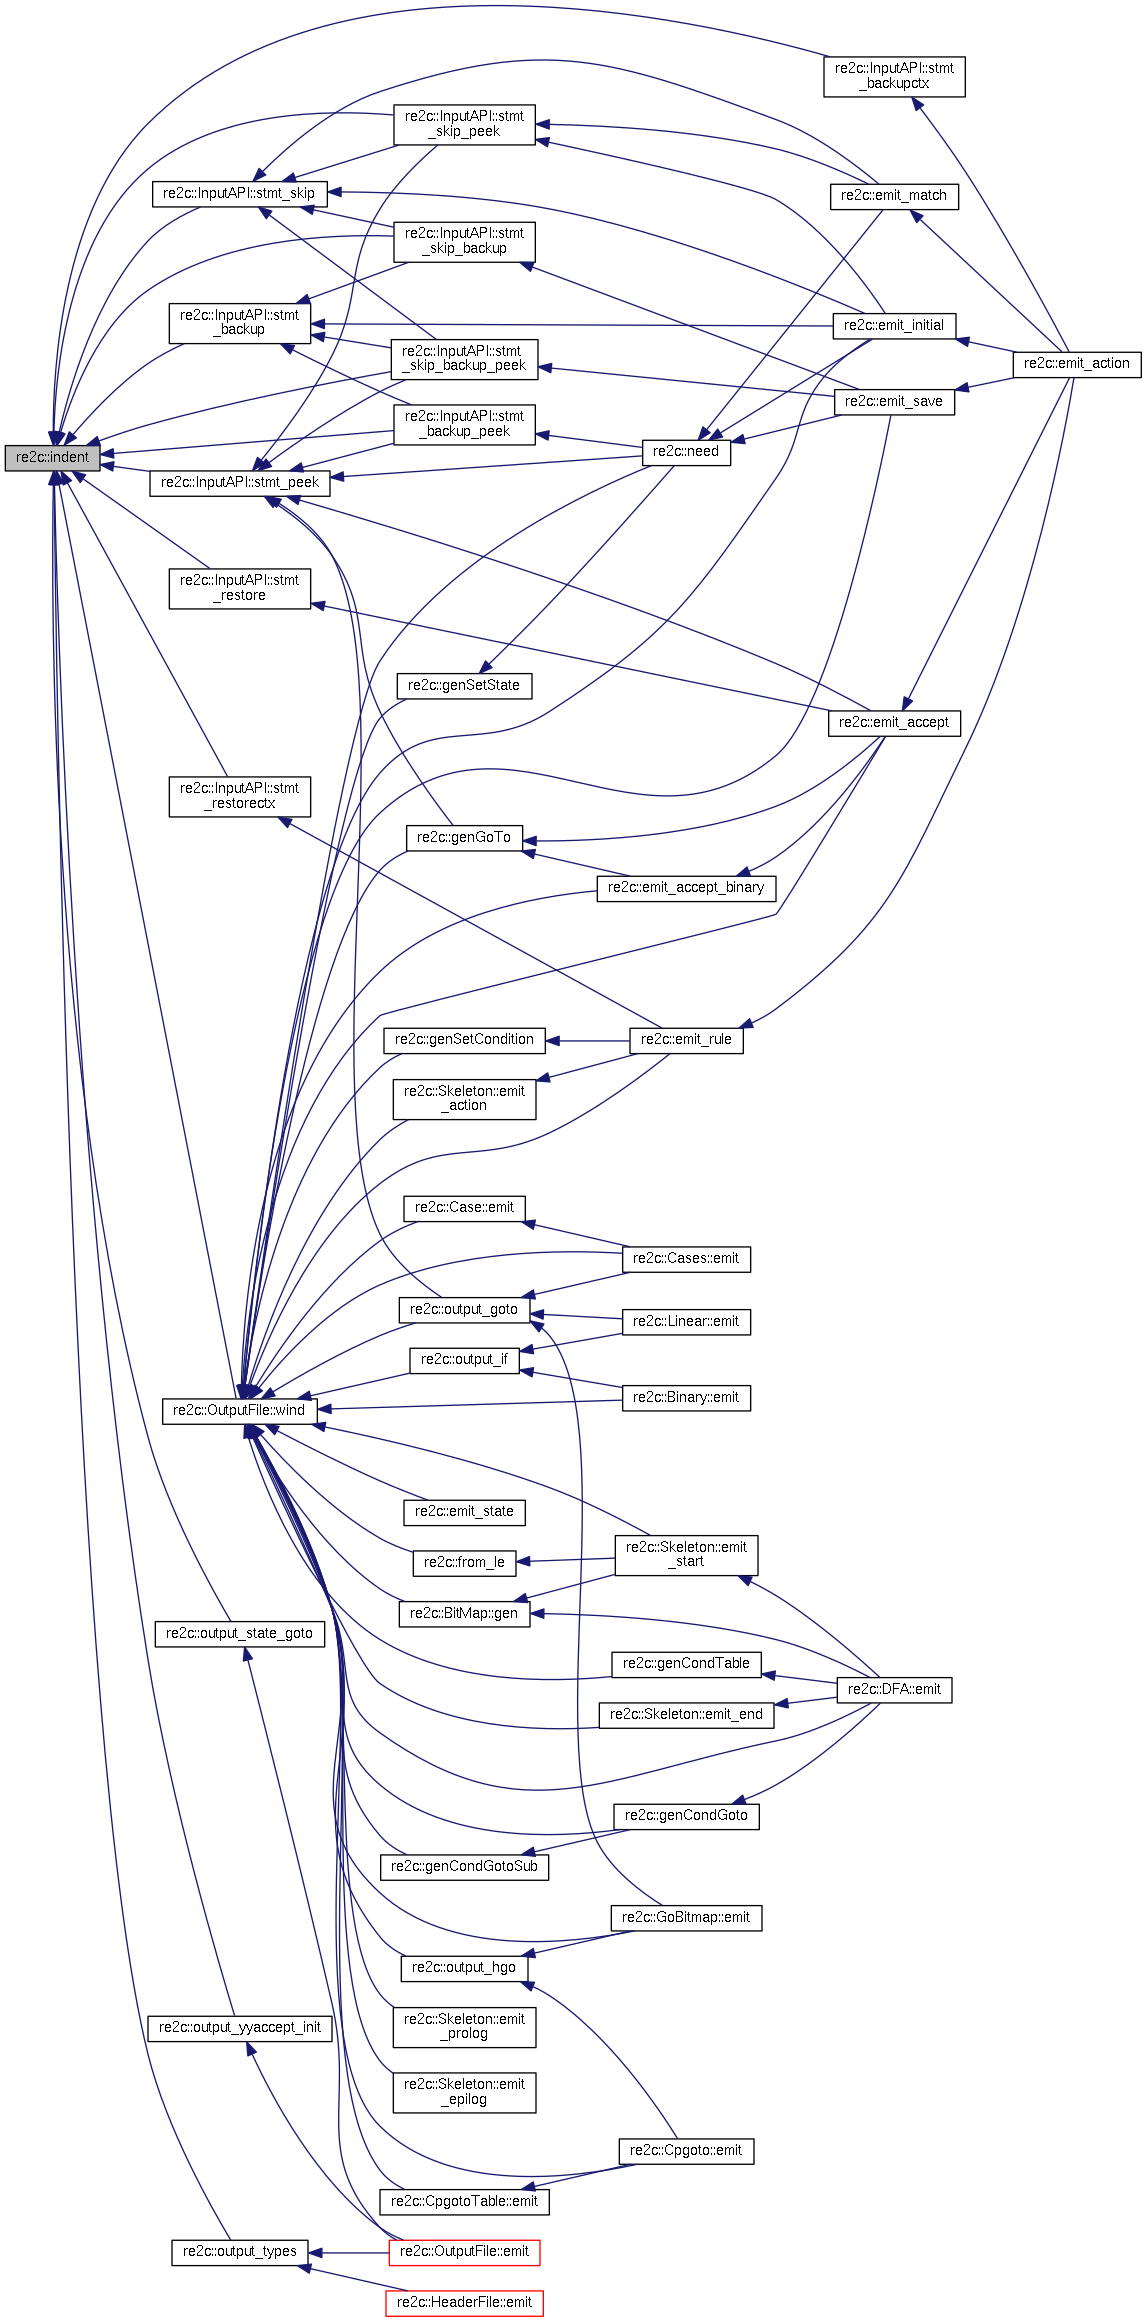 re2c::InputAPI::stmt
_backupctx
re2c::InputAPI::stmt
_skip_peek
re2c::InputAPI::stmt_skip
re2c::emit_match
re2c::InputAPI::stmt
_skip_backup
re2c::InputAPI::stmt
_backup
re2c::emit_initial
re2c::InputAPI::stmt
_skip_backup_peek
re2c::emit_action
re2c::emit_save
re2c::InputAPI::stmt
_backup_peek
re2c::need
re2c::indent
re2c::InputAPI::stmt_peek
re2c::InputAPI::stmt
_restore
re2c::genSetState
re2c::emit_accept
re2c::InputAPI::stmt
_restorectx
re2c::genGoTo
re2c::emit_accept_binary
re2c::genSetCondition
re2c::emit_rule
re2c::Skeleton::emit
_action
re2c::Case::emit
re2c::Cases::emit
re2c::output_goto
re2c::Linear::emit
re2c::output_if
re2c::Binary::emit
re2c::OutputFile::wind
re2c::emit_state
re2c::Skeleton::emit
_start
re2c::from_le
re2c::BitMap::gen
re2c::output_state_goto
re2c::genCondTable
re2c::DFA::emit
re2c::Skeleton::emit_end
re2c::genCondGoto
re2c::genCondGotoSub
re2c::GoBitmap::emit
re2c::output_hgo
re2c::Skeleton::emit
_prolog
re2c::output_yyaccept_init
re2c::Skeleton::emit
_epilog
re2c::Cpgoto::emit
re2c::CpgotoTable::emit
re2c::output_types
re2c::OutputFile::emit
re2c::HeaderFile::emit